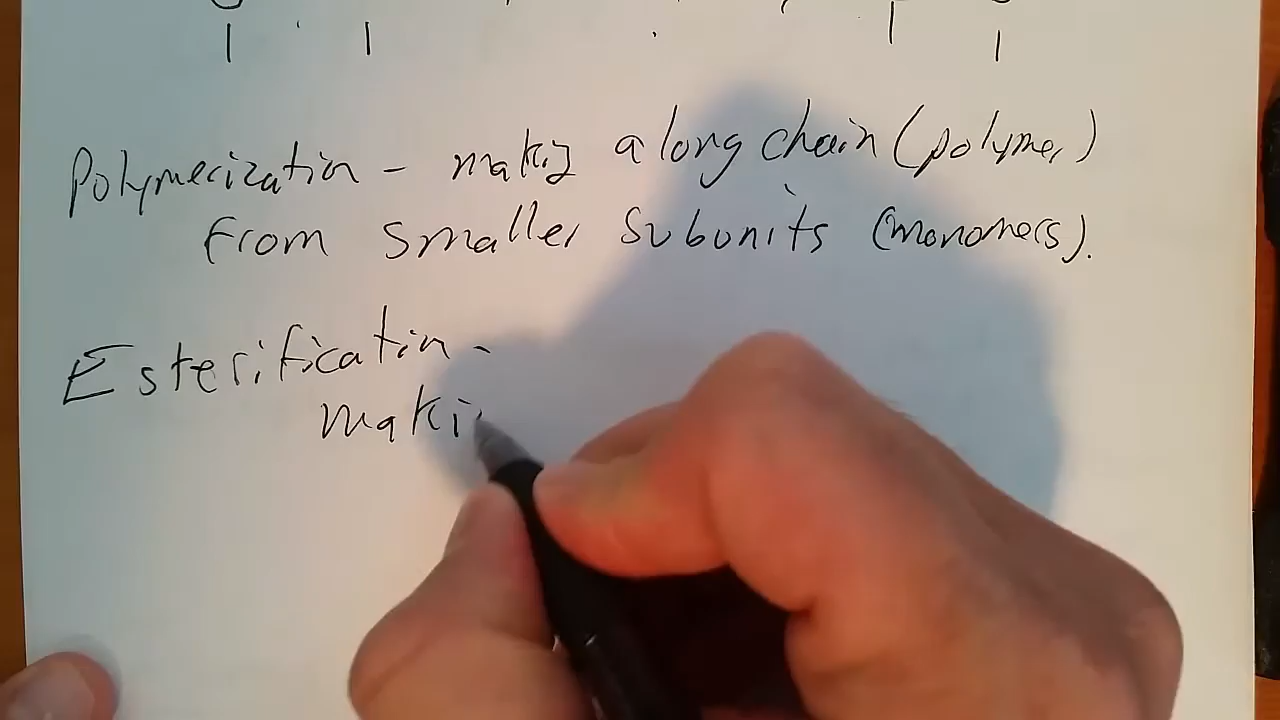 Polymerization - making a long chain (polymer)
from smaller subunits (monomers).
Esterification -
maki